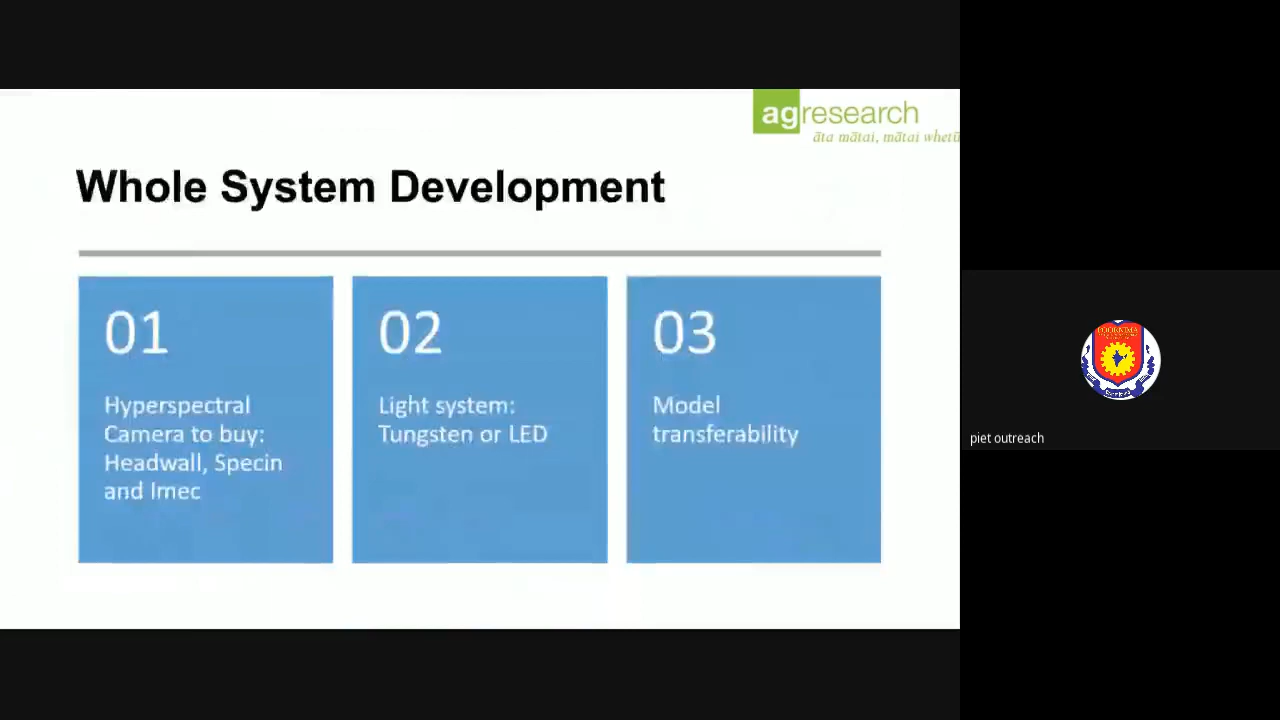 agresearch
āta mātai, mātai whetū
Whole System Development
01
Hyperspectral
Camera to buy:
Headwall, Specin
and Imec
02
Light system:
Tungsten or LED
03
Model
transferability
POORNIMA
piet outreach